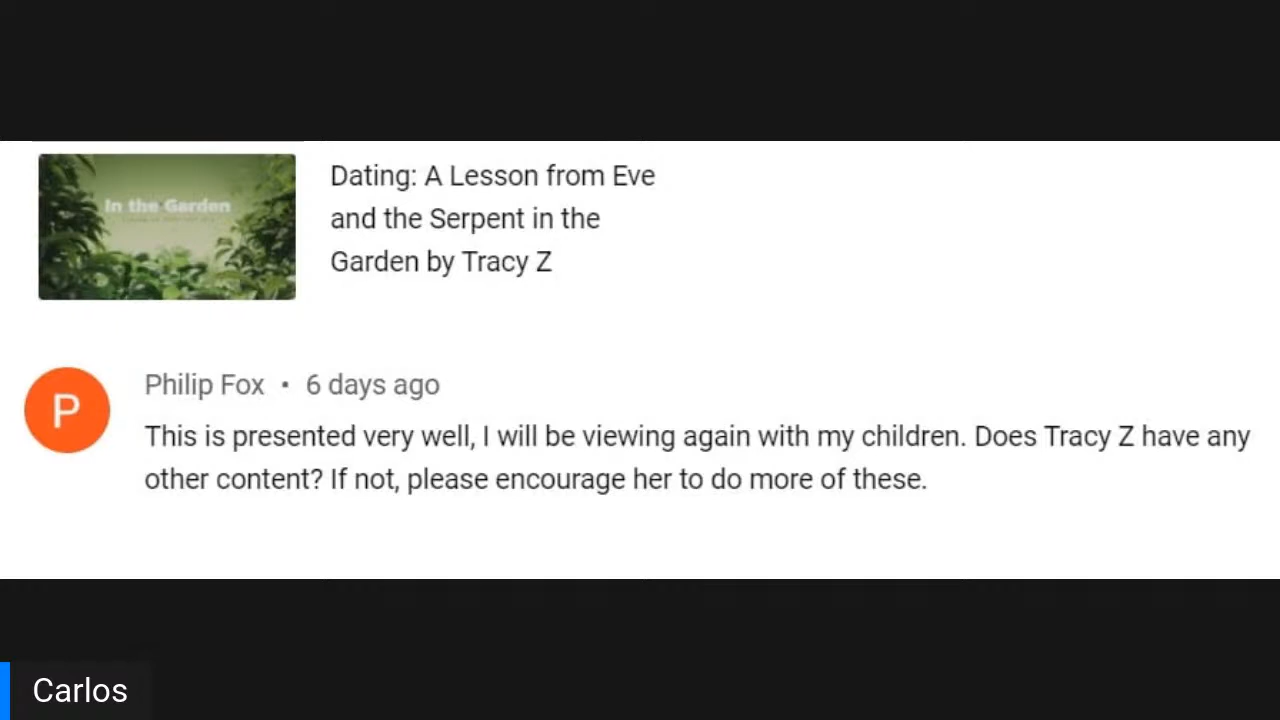 In the Garden
Dating: A Lesson from Eve
and the Serpent in the
Garden by Tracy Z
P
Philip Fox • 6 days ago
This is presented very well, I will be viewing again with my children. Does Tracy Z have any
other content? If not, please encourage her to do more of these.
Carlos